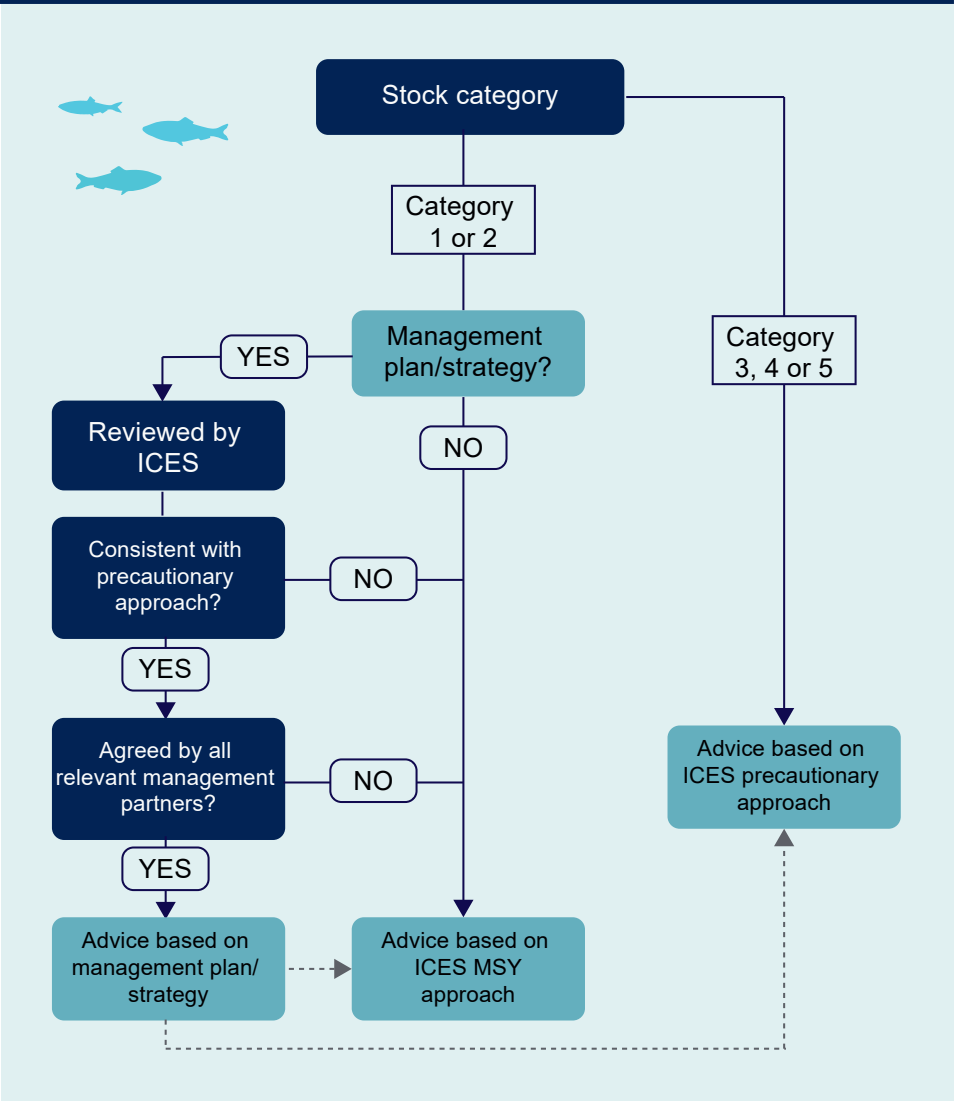 Stock category
Category
1 or 2
Management
plan/strategy?
YES
NO
Category
3, 4 or 5
Reviewed by
ICES
Consistent with
precautionary
approach?
NO
YES
Agreed by all
relevant management
partners?
NO
YES
Advice based on
ICES precautionary
approach
Advice based on
management plan/
strategy
Advice based on
ICES MSY
approach